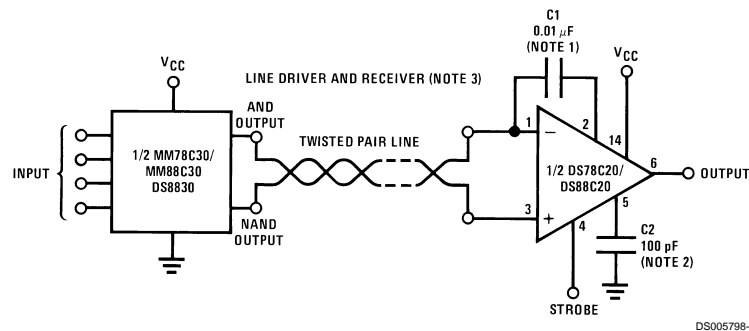 C1
0.01 μF
(NOTE 1)
VCC
VCC
LINE DRIVER AND RECEIVER (NOTE 3)
AND
OUTPUT
TWISTED PAIR LINE
1
2
14
−
INPUT
1/2 MM78C30/
MM88C30
DS8830
1/2 DS78C20/
DS88C20
6
OUTPUT
5
3
+
4
NAND
OUTPUT
C2
100 pF
(NOTE 2)
STROBE
DS005798-